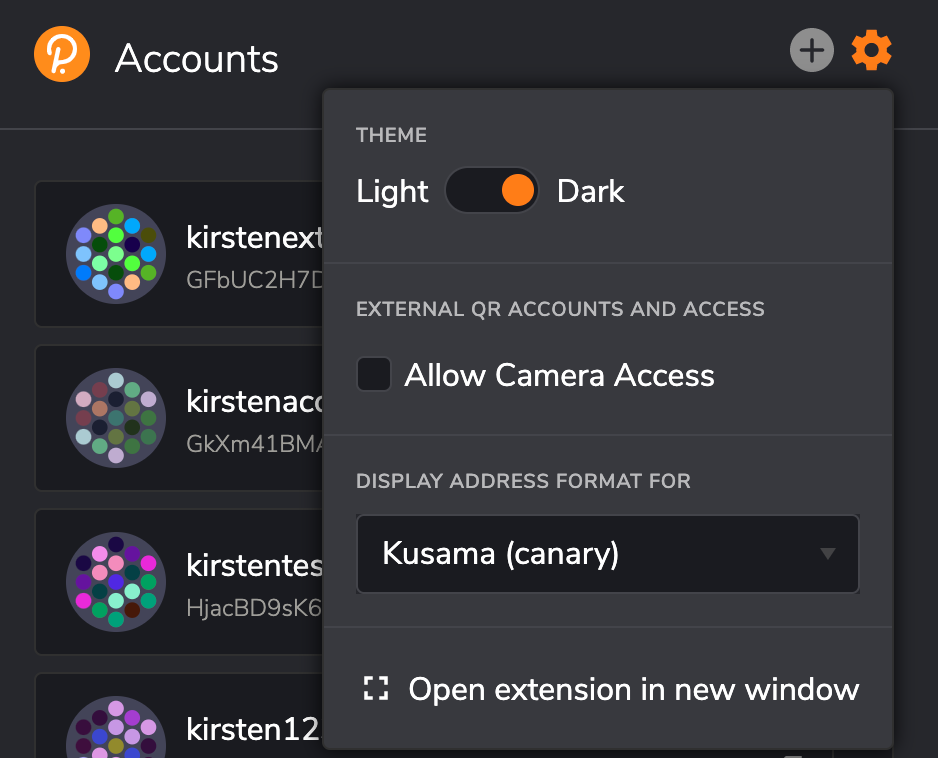 Accounts
THEME
Light Dark
kirstenext
GFbUC2H7D
EXTERNAL QR ACCOUNTS AND ACCESS
Allow Camera Access
kirstenacc
GkXm41BMA
DISPLAY ADDRESS FORMAT FOR
Kusama (canary)
kirstentes
HjacBD9sK6
Open extension in new window
kirsten12